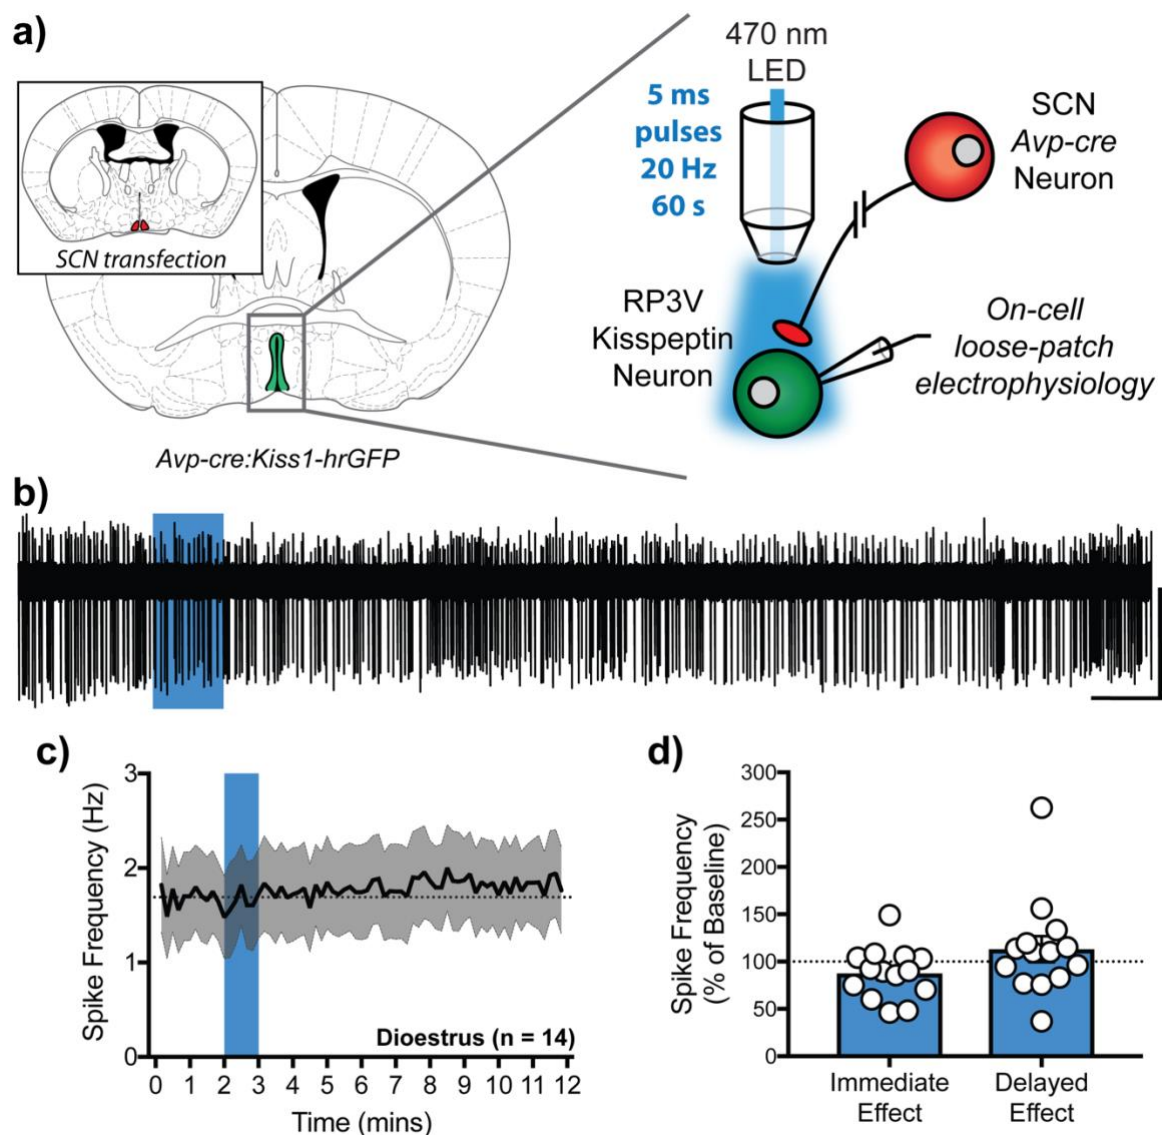 a)
SCN transfection
Avp-cre:Kiss1-hrGFP
470 nm
LED
5 ms
pulses
20 Hz
60 s
SCN
Avp-cre
Neuron
RP3V
Kisspeptin
Neuron
On-cell
loose-patch
electrophysiology
b)
c)
Spike Frequency (Hz)
3
2
1
0
Dioestrus (n = 14)
0 1 2 3 4 5 6 7 8 9 10 11 12
Time (mins)
d)
Spike Frequency
(% of Baseline)
300
250
200
150
100
50
0
Immediate
Effect
Delayed
Effect